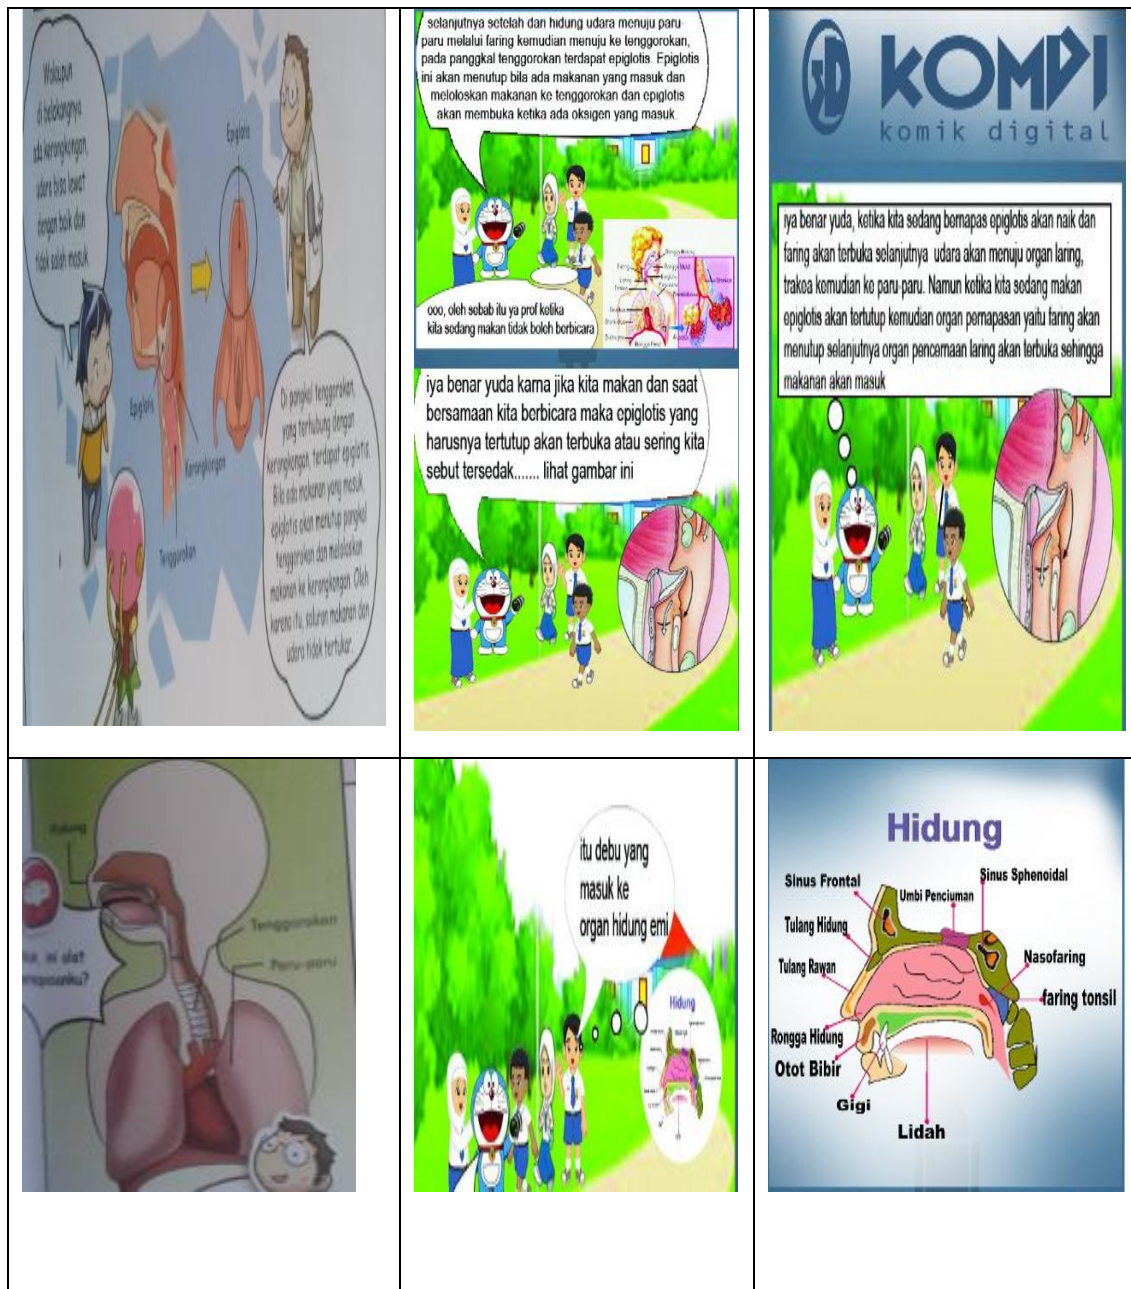 Walaupun
di belakangnya
ada kerongkongan,
udara bisa lewat
dengan baik dan
tidak salah masuk.
Epiglotis
Epiglotis
Kerongkongan
Tenggorokan
Di pangkal tenggorokan,
yang terhubung dengan
kerongkongan, terdapat epiglotis.
Bila ada makanan yang masuk,
epiglotis akan menutup pangkal
tenggorokan dan meloloskan
makanan ke kerongkongan. Oleh
karena itu, saluran makanan dan
udara tidak tertukar.
selanjutnya setelah dari hidung udara menuju paru-
paru melalui faring kemudian menuju ke tenggorokan,
pada panggkal tenggorokan terdapat epiglotis. Epiglotis
ini akan menutup bila ada makanan yang masuk dan
meloloskan makanan ke tenggorokan dan epiglotis
akan membuka ketika ada oksigen yang masuk.
ooo, oleh sebab itu ya prof ketika
kita sedang makan tidak boleh berbicara
iya benar yuda karna jika kita makan dan saat
bersamaan kita berbicara maka epiglotis yang
harusnya tertutup akan terbuka atau sering kita
sebut tersedak....... lihat gambar ini
KOMDI
komik digital
iya benar yuda, ketika kita sedang bernapas epiglotis akan naik dan
faring akan terbuka selanjutnya udara akan menuju organ laring,
trakea komudian ke paru-paru. Namun ketika kita sedang makan
epiglotis akan tertutup kemudian organ pernapasan yaitu faring akan
menutup selanjutnya organ pencernaan laring akan terbuka sehingga
makanan akan masuk
Hidung
Tenggorokan
Paru-paru
ini alat
itu debu yang
masuk ke
organ hidung emi
Hidung
Hidung
Sinus Frontal
Umbi Penciuman
Sinus Sphenoidal
Tulang Hidung
Tulang Rawan
Nasofaring
faring tonsil
Rongga Hidung
Otot Bibir
Gigi
Lidah